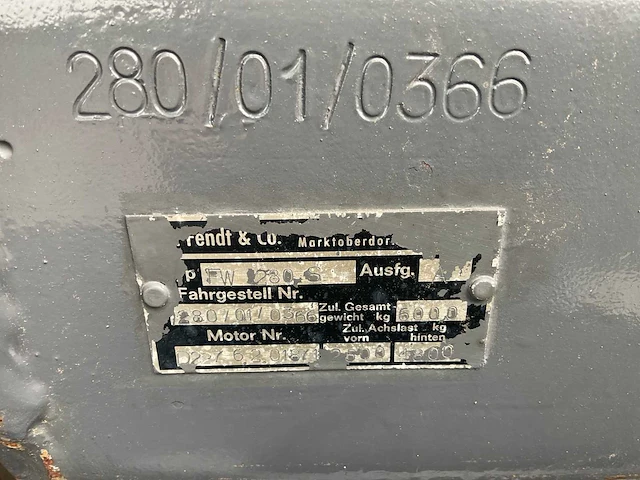 280/01/0366
Fendt & Co. Marktoberdorf
Ausfg.
Fahrgestell Nr.
280/01/0366 Zul. Gesamt gewicht kg 6000
Motor Nr. Zul. Achslast kg
vorn hinten